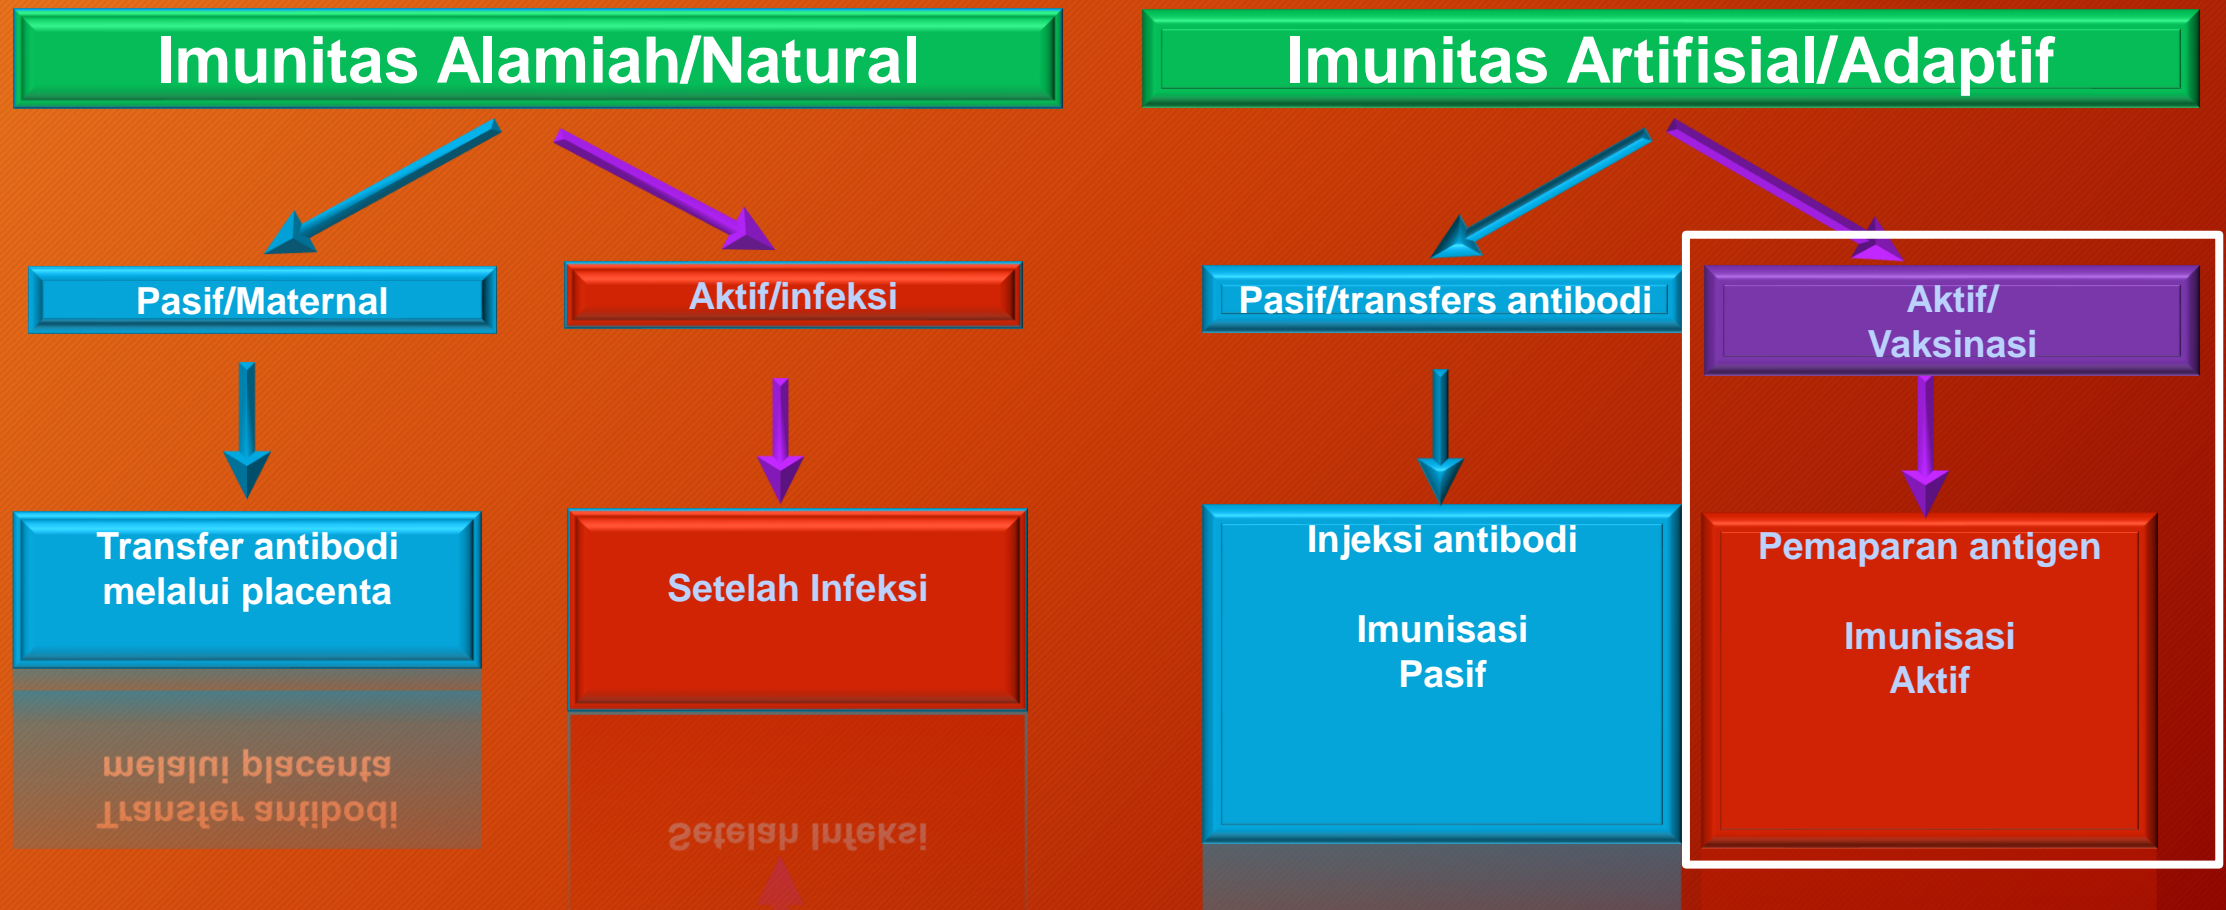 Imunitas Alamiah/Natural
Imunitas Artifisial/Adaptif
Pasif/Maternal
Aktif/infeksi
Pasif/transfers antibodi
Aktif/
Vaksinasi
Transfer antibodi
melalui placenta
Setelah Infeksi
Injeksi antibodi
Imunisasi
Pasif
Pemaparan antigen
Imunisasi
Aktif